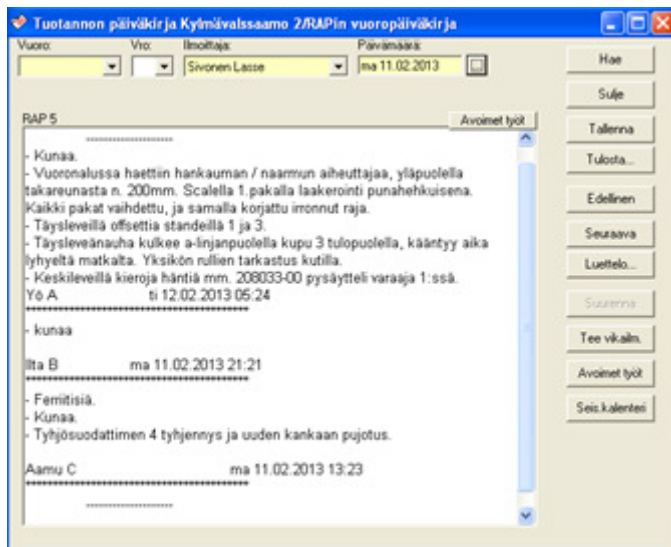 Tuotannon päiväkirja Kylmävalssaamo 2/RAPin vuoropäiväkirja
Vuoro: Vro: Ilmoittaja: Päivämäärä:
Sivonen Lasse ma 11.02.2013
RAP 5 Avoimet työt
--------------------
- Kunaa.
- Vuoronalussa haettiin hankauman / naarmun aiheuttajaa, yläpuolella
takareunasta n. 200mm. Scalella 1.pakalla laakerointi punahehkuisena.
Kaikki pakat vaihdettu, ja samalla korjattu irronnut raja.
- Täysleveillä offsettia standeillä 1 ja 3.
- Täysleveänauha kulkee a-linjanpuolella kupu 3 tulopuolella, kääntyy aika
lyhyeltä matkalta. Yksikön rullien tarkastus kutilla.
- Keskileveillä kieroja häntiä mm. 208033-00 pysäytteli varaaja 1:ssä.
Yö A ti 12.02.2013 05:24
********************************************
- kunaa
Ilta B ma 11.02.2013 21:21
********************************************
- Femitisiä.
- Kunaa.
- Tyhjösuodattimen 4 tyhjennys ja uuden kankaan pujotus.
Aamu C ma 11.02.2013 13:23
********************************************
--------------------
Hae
Sulje
Tallenna
Tulosta...
Edellinen
Seuraava
Luettelo...
Suurenna
Tee vikailm.
Avoimet työt
Seis.kalenteri